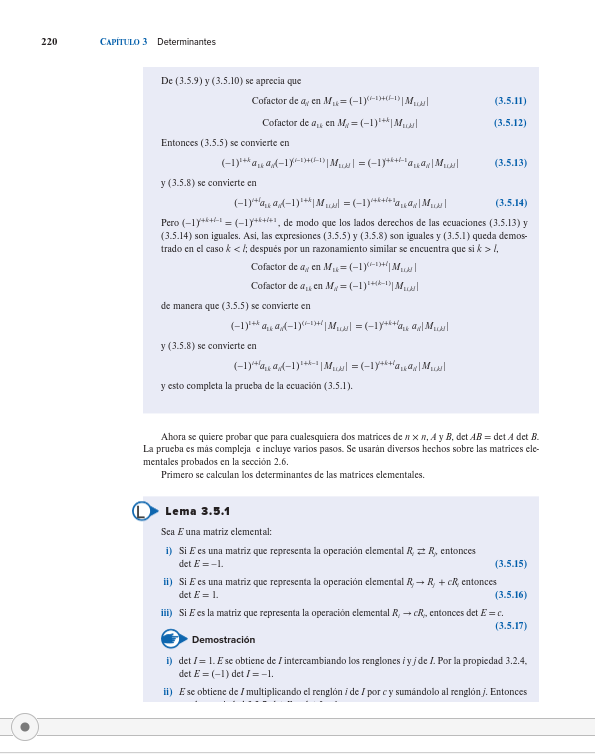 220 CAPÍTULO 3 Determinantes
De (3.5.9) y (3.5.10) se aprecia que
Cofactor de a_{il} en M_{1k} = (−1)^{(i−1)+(l−1)} |M_{1i,kl}| (3.5.11)
Cofactor de a_{1k} en M_{il} = (−1)^{1+k} |M_{1i,kl}| (3.5.12)
Entonces (3.5.5) se convierte en
(−1)^{1+k} a_{1k} a_{il}(−1)^{(i−1)+(l−1)} |M_{1i,kl}| = (−1)^{i+k+l−1} a_{1k} a_{il} |M_{1i,kl}| (3.5.13)
y (3.5.8) se convierte en
(−1)^{i+l} a_{1k} a_{il}(−1)^{1+k} |M_{1i,kl}| = (−1)^{i+k+l+1} a_{1k} a_{il} |M_{1i,kl}| (3.5.14)
Pero (−1)^{i+k+l−1} = (−1)^{i+k+l+1}, de modo que los lados derechos de las ecuaciones (3.5.13) y
(3.5.14) son iguales. Así, las expresiones (3.5.5) y (3.5.8) son iguales y (3.5.1) queda demos-
trado en el caso k < l; después por un razonamiento similar se encuentra que si k > l,
Cofactor de a_{il} en M_{1k} = (−1)^{(i−1)+l} |M_{1i,kl}|
Cofactor de a_{1k} en M_{il} = (−1)^{1+(k−1)} |M_{1i,kl}|
de manera que (3.5.5) se convierte en
(−1)^{1+k} a_{1k} a_{il}(−1)^{(i−1)+l} |M_{1i,kl}| = (−1)^{i+k+l} a_{1k} a_{il} |M_{1i,kl}|
y (3.5.8) se convierte en
(−1)^{i+l} a_{1k} a_{il}(−1)^{1+k−1} |M_{1i,kl}| = (−1)^{i+k+l} a_{1k} a_{il} |M_{1i,kl}|
y esto completa la prueba de la ecuación (3.5.1).
Ahora se quiere probar que para cualesquiera dos matrices de n × n, A y B, det AB = det A det B.
La prueba es más compleja e incluye varios pasos. Se usarán diversos hechos sobre las matrices ele-
mentales probados en la sección 2.6.
Primero se calculan los determinantes de las matrices elementales.
L Lema 3.5.1
Sea E una matriz elemental:
i) Si E es una matriz que representa la operación elemental R_i ⇄ R_j, entonces
det E = −1. (3.5.15)
ii) Si E es una matriz que representa la operación elemental R_j → R_j + cR_i entonces
det E = 1. (3.5.16)
iii) Si E es la matriz que representa la operación elemental R_i → cR_i, entonces det E = c.
(3.5.17)
Demostración
i) det I = 1. E se obtiene de I intercambiando los renglones i y j de I. Por la propiedad 3.2.4,
det E = (−1) det I = −1.
ii) E se obtiene de I multiplicando el renglón i de I por c y sumándolo al renglón j. Entonces